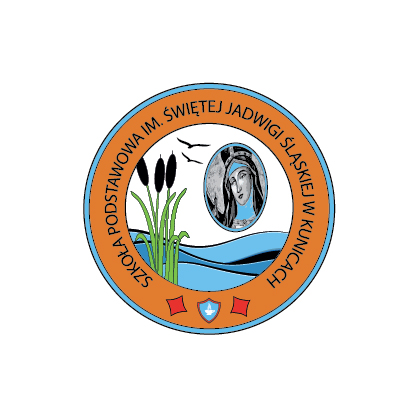 SZKOŁA PODSTAWOWA IM. ŚWIĘTEJ JADWIGI ŚLĄSKIEJ W KUNICACH